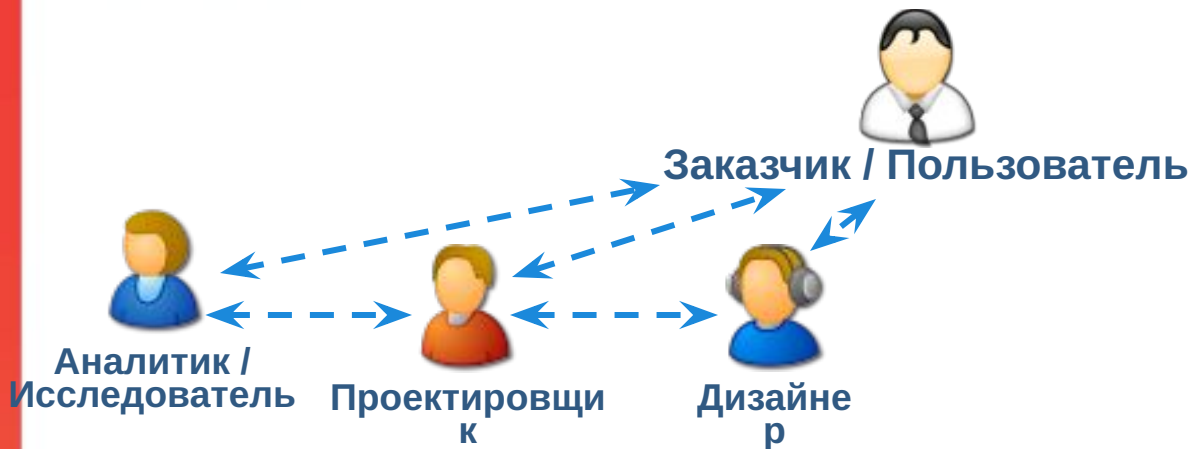 Заказчик / Пользователь
Аналитик /
Исследователь
Проектировщи
к
Дизайне
р